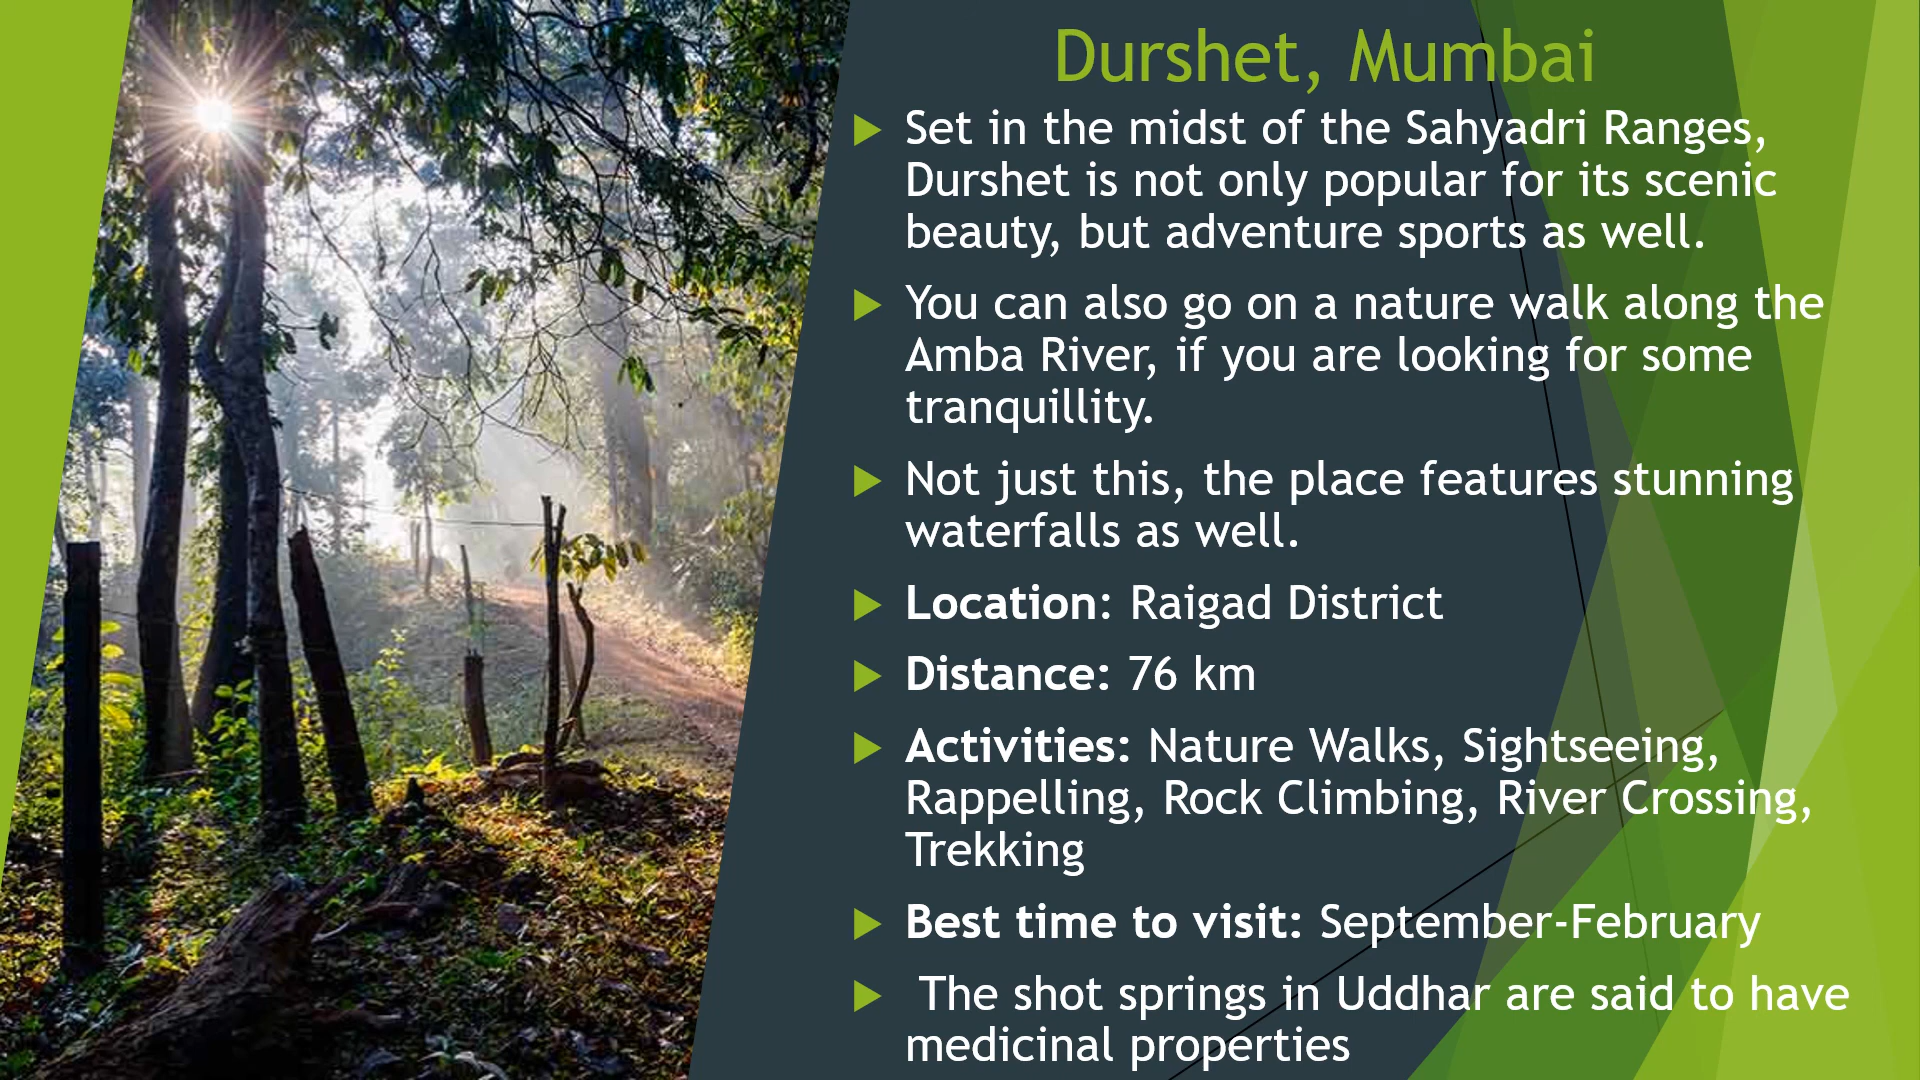 Durshet, Mumbai
Set in the midst of the Sahyadri Ranges,
Durshet is not only popular for its scenic
beauty, but adventure sports as well.
You can also go on a nature walk along the
Amba River, if you are looking for some
tranquillity.
Not just this, the place features stunning
waterfalls as well.
Location: Raigad District
Distance: 76 km
Activities: Nature Walks, Sightseeing,
Rappelling, Rock Climbing, River Crossing,
Trekking
Best time to visit: September-February
The shot springs in Uddhar are said to have
medicinal properties